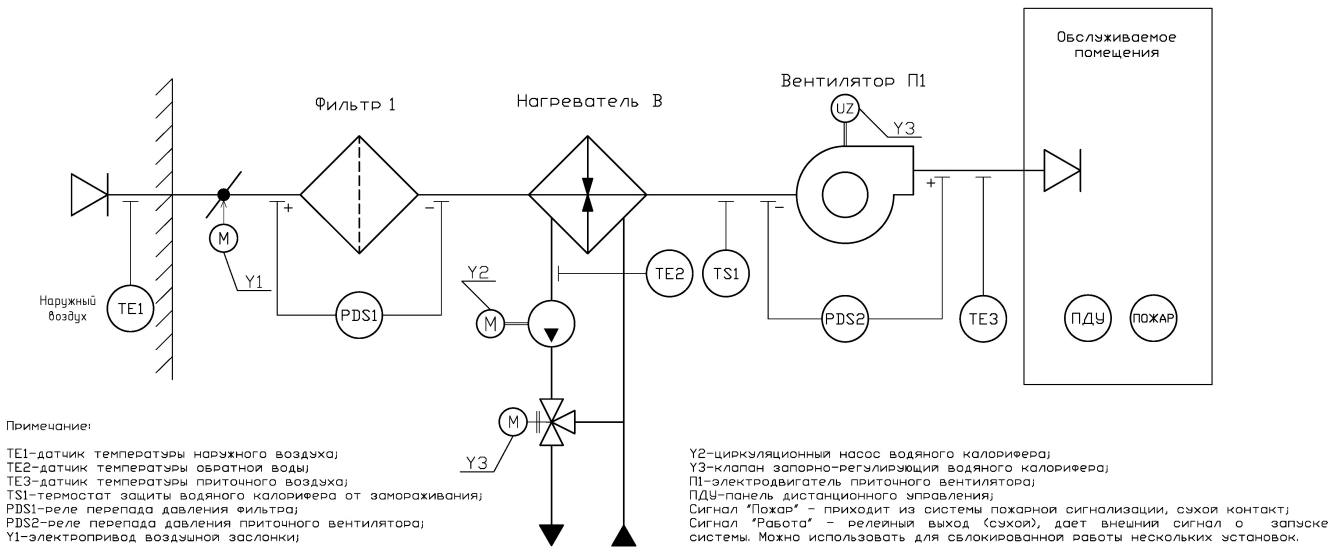 Обслуживаемое
помещения
Вентилятор П1
Фильтр 1
Нагреватель В
UZ
Y3
+
-
+
-
M
Y1
Y2
TE2
TS1
Наружный
воздух
TE1
PDS1
M
PDS2
TE3
ПДУ
ПОЖАР
M
Y3
Примечание:
TE1-датчик температуры наружного воздуха;
TE2-датчик температуры обратной воды;
TE3-датчик температуры приточного воздуха;
TS1-термостат защиты водяного калорифера от замораживания;
PDS1-реле перепада давления фильтра;
PDS2-реле перепада давления приточного вентилятора;
Y1-электропривод воздушной заслонки;
Y2-циркуляционный насос водяного калорифера;
Y3-клапан запорно-регулирующий водяного калорифера;
П1-электродвигатель приточного вентилятора;
ПДУ-панель дистанционного управления;
Сигнал "Пожар" - приходит из системы пожарной сигнализации, сухой контакт;
Сигнал "Работа" - релейный выход (сухой), дает внешний сигнал о запуске
системы. Можно использовать для сблокированной работы нескольких установок.